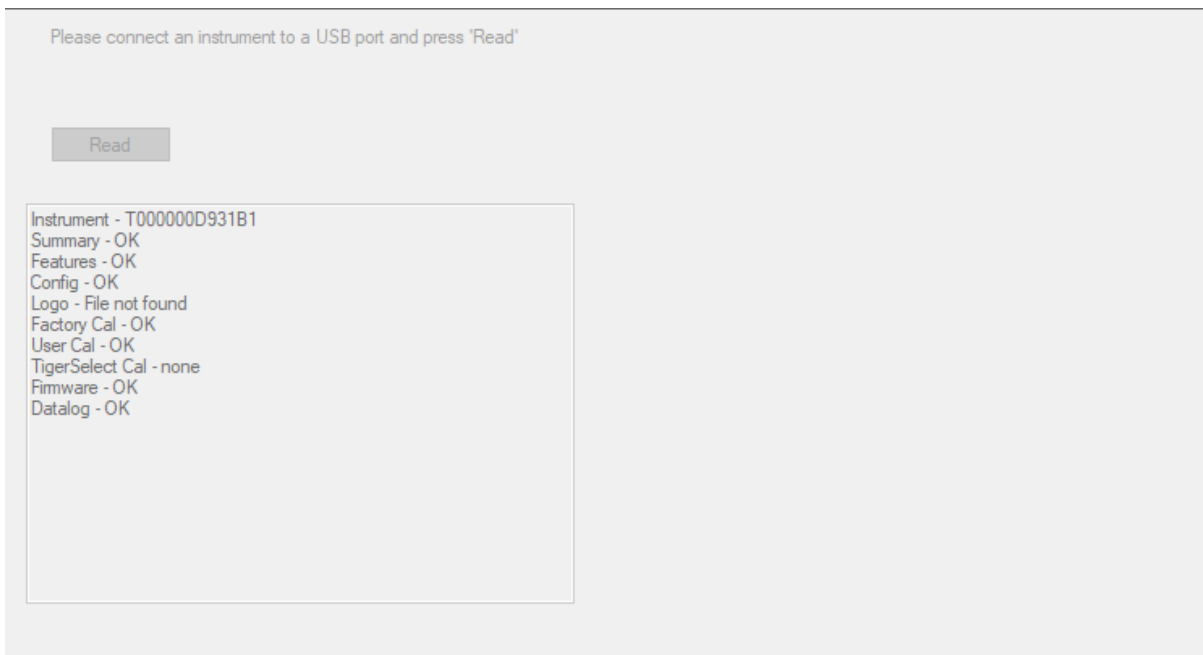 Please connect an instrument to a USB port and press 'Read'
Read
Instrument - T000000D931B1
Summary - OK
Features - OK
Config - OK
Logo - File not found
Factory Cal - OK
User Cal - OK
TigerSelect Cal - none
Firmware - OK
Datalog - OK